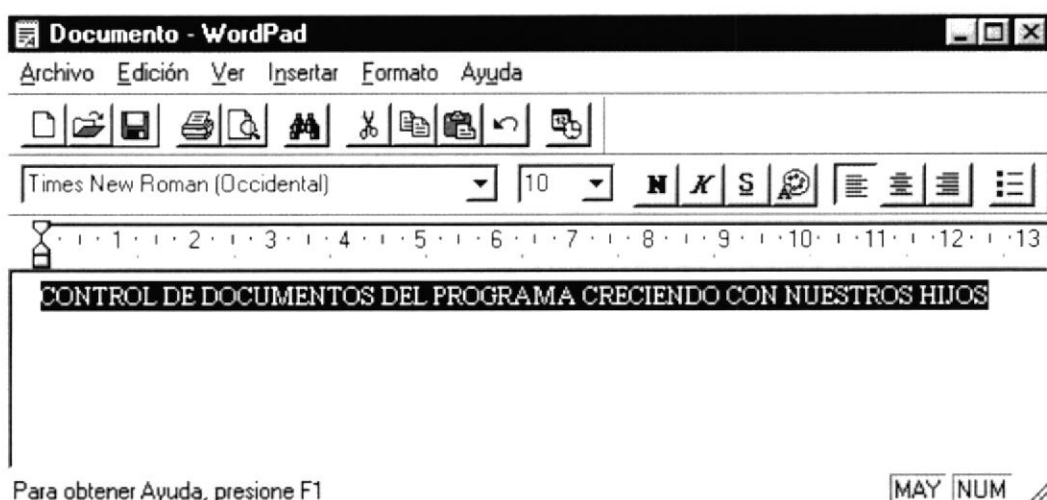 Documento - WordPad
Archivo Edición Ver Insertar Formato Ayuda
Times New Roman (Occidental) 10 N K S
1 2 3 4 5 6 7 8 9 10 11 12 13
CONTROL DE DOCUMENTOS DEL PROGRAMA CRECIENDO CON NUESTROS HIJOS
Para obtener Ayuda, presione F1 MAY NUM